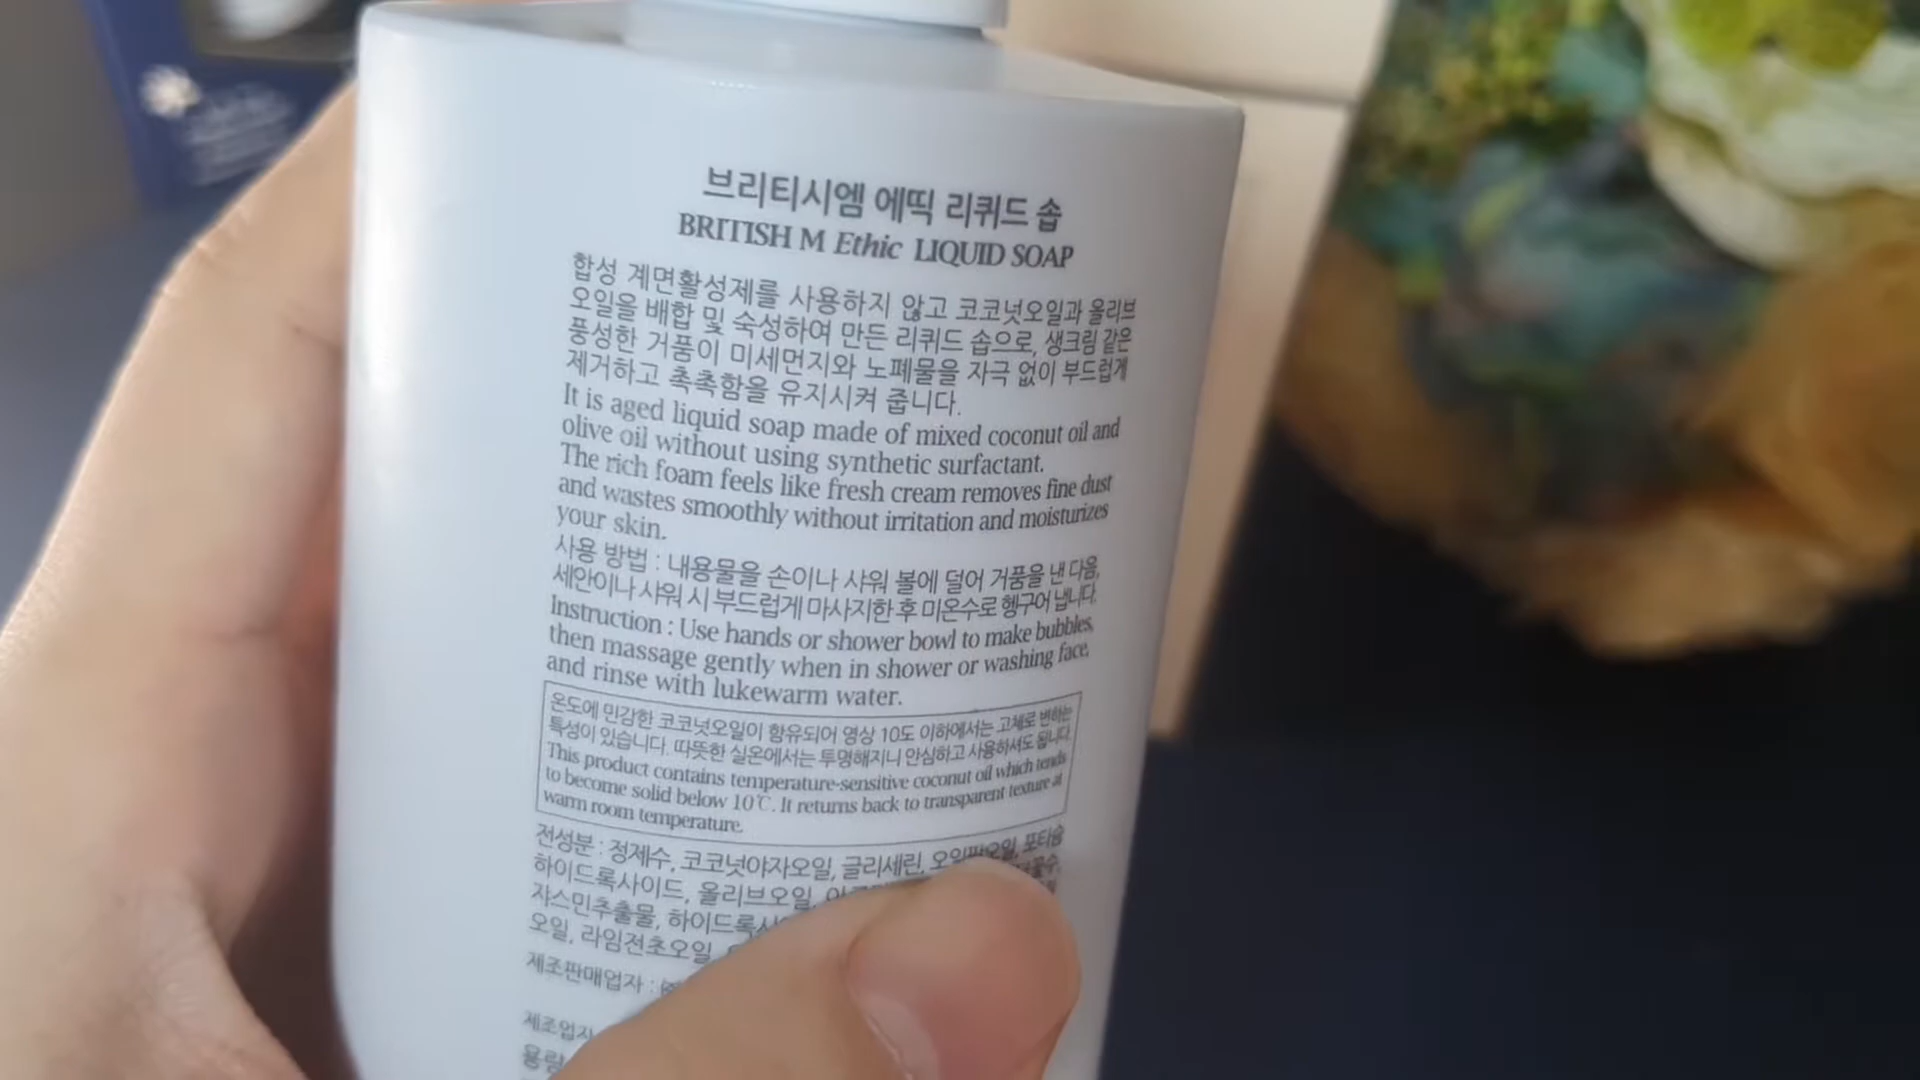 브리티시엠 에띡 리퀴드 솝
BRITISH M Ethic LIQUID SOAP
합성 계면활성제를 사용하지 않고 코코넛오일과 올리브
오일을 배합 및 숙성하여 만든 리퀴드 솝으로, 생크림 같은
풍성한 거품이 미세먼지와 노폐물을 자극 없이 부드럽게
제거하고 촉촉함을 유지시켜 줍니다.
It is aged liquid soap made of mixed coconut oil and
olive oil without using synthetic surfactant.
The rich foam feels like fresh cream removes fine dust
and wastes smoothly without irritation and moisturizes
your skin.
사용 방법 : 내용물을 손이나 샤워 볼에 덜어 거품을 낸 다음,
세안이나 샤워 시 부드럽게 마사지한 후 미온수로 헹구어 냅니다.
Instruction : Use hands or shower bowl to make bubbles,
then massage gently when in shower or washing face,
and rinse with lukewarm water.
온도에 민감한 코코넛오일이 함유되어 영상 10도 이하에서는 고체로 변하는
특성이 있습니다. 따뜻한 실온에서는 투명해지니 안심하고 사용하셔도 됩니다.
This product contains temperature-sensitive coconut oil which tends
to become solid below 10℃. It returns back to transparent texture at
warm room temperature.
전성분 : 정제수, 코코넛야자오일, 글리세린, 오일팜오일, 포타슘
하이드록사이드, 올리브오일,
자스민추출물,
오일, 라임전초오일,
제조판매업자 :
제조업자
용량